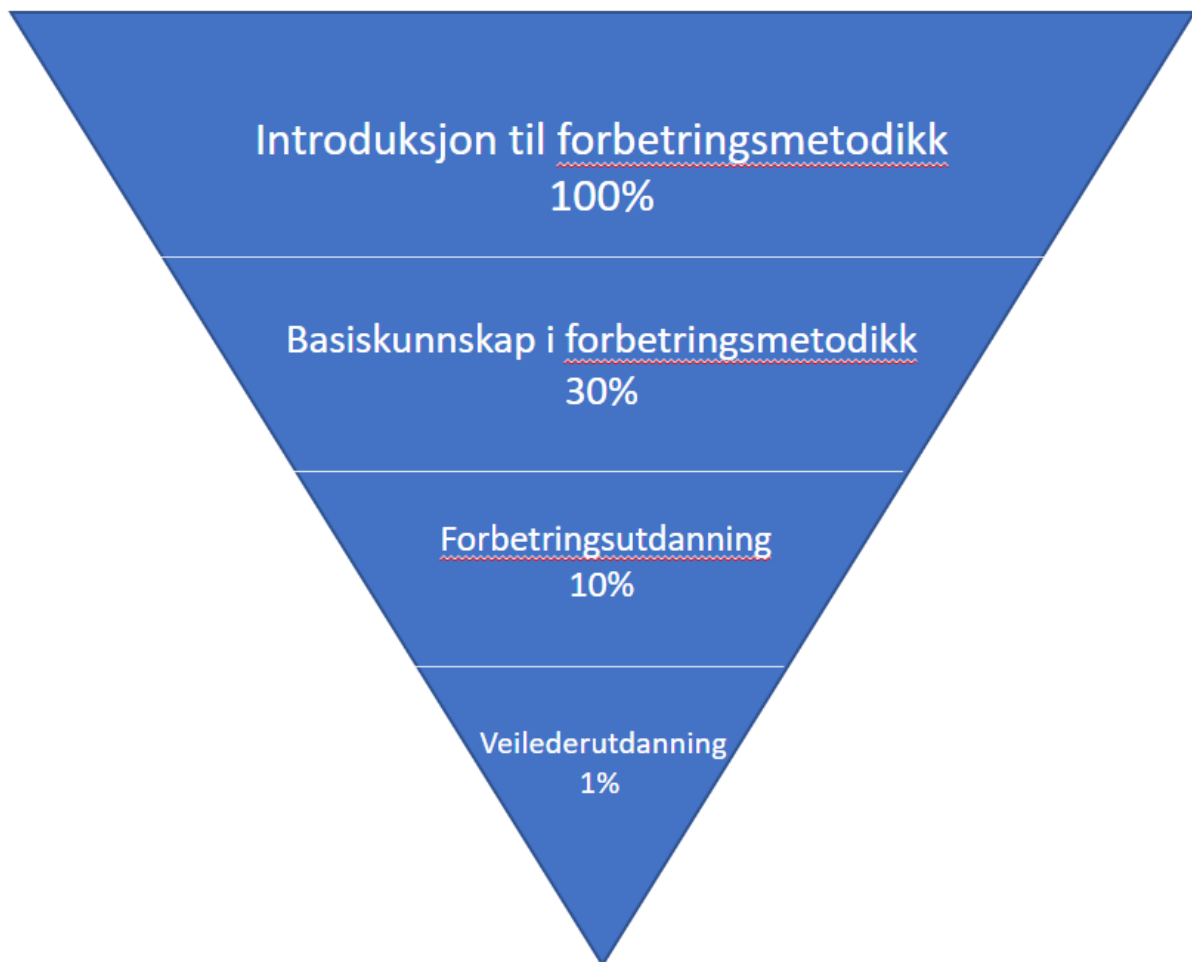 Introduksjon til forbetringsmetodikk
100%
Basiskunnskap i forbetringsmetodikk
30%
Forbetringsutdanning
10%
Veilederutdanning
1%